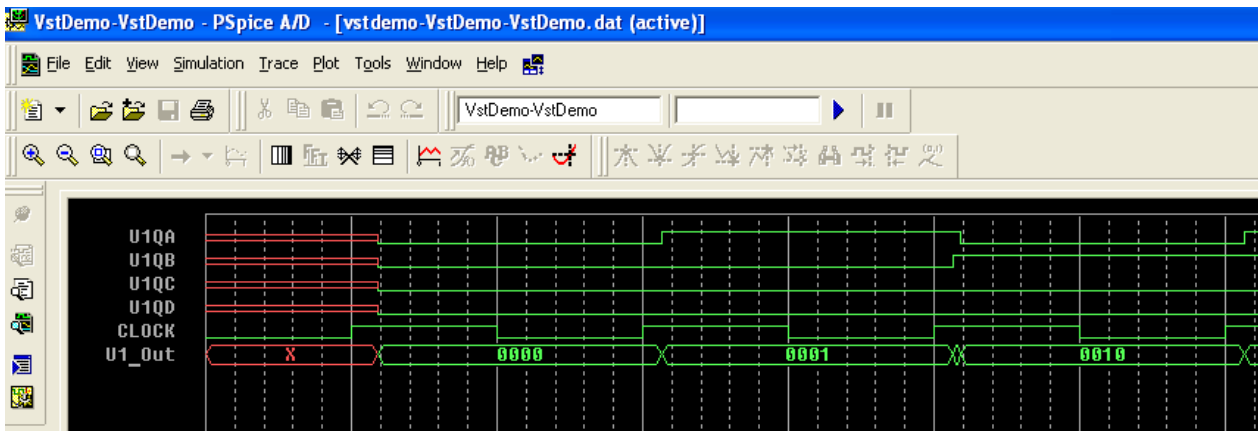 VstDemo-VstDemo - PSpice A/D - [vstdemo-VstDemo-VstDemo.dat (active)]
File Edit View Simulation Trace Plot Tools Window Help
VstDemo-VstDemo
U1QA
U1QB
U1QC
U1QD
CLOCK
U1_Out X 0000 0001 0010